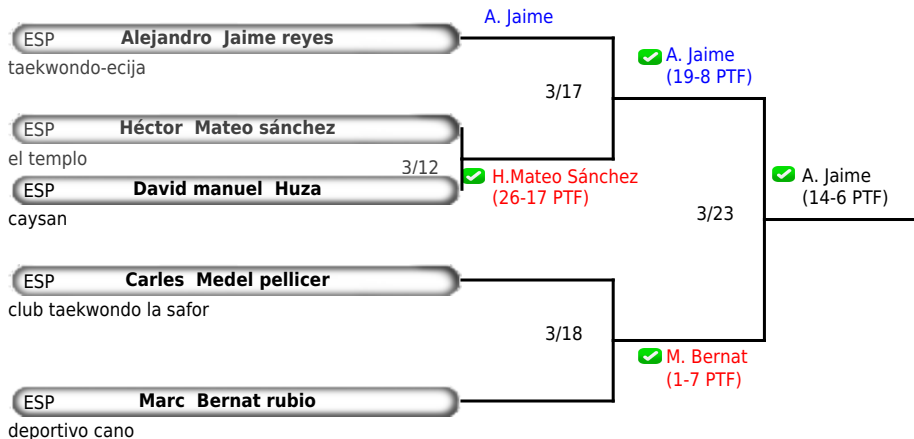 A. Jaime
ESP Alejandro Jaime reyes
taekwondo-ecija
A. Jaime
(19-8 PTF)
3/17
ESP Héctor Mateo sánchez
el templo
3/12
H.Mateo Sánchez
(26-17 PTF)
ESP David manuel Huza
caysan
A. Jaime
(14-6 PTF)
3/23
ESP Carles Medel pellicer
club taekwondo la safor
3/18
M. Bernat
(1-7 PTF)
ESP Marc Bernat rubio
deportivo cano